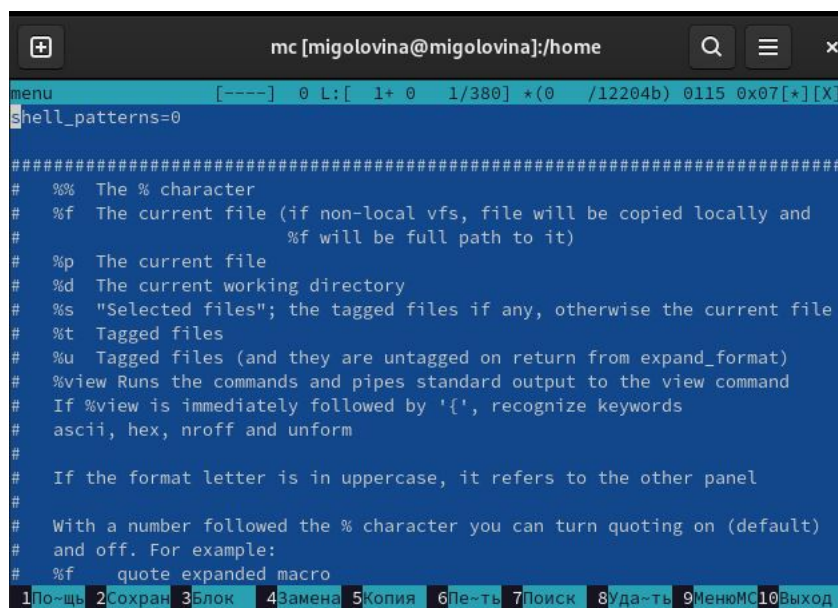 mc [migolovina@migolovina]:/home
menu [----] 0 L:[ 1+ 0 1/380] *(0 /12204b) 0115 0x07[*][X]
shell_patterns=0
##############################################################################
# %% The % character
# %f The current file (if non-local vfs, file will be copied locally and
# %f will be full path to it)
# %p The current file
# %d The current working directory
# %s "Selected files"; the tagged files if any, otherwise the current file
# %t Tagged files
# %u Tagged files (and they are untagged on return from expand_format)
# %view Runs the commands and pipes standard output to the view command
# If %view is immediately followed by '{', recognize keywords
# ascii, hex, nroff and unform
#
# If the format letter is in uppercase, it refers to the other panel
#
# With a number followed the % character you can turn quoting on (default)
# and off. For example:
# %f quote expanded macro
1По~щь 2Сохран 3Блок 4Замена 5Копия 6Пе~ть 7Поиск 8Уда~ть 9МенюMC 10Выход